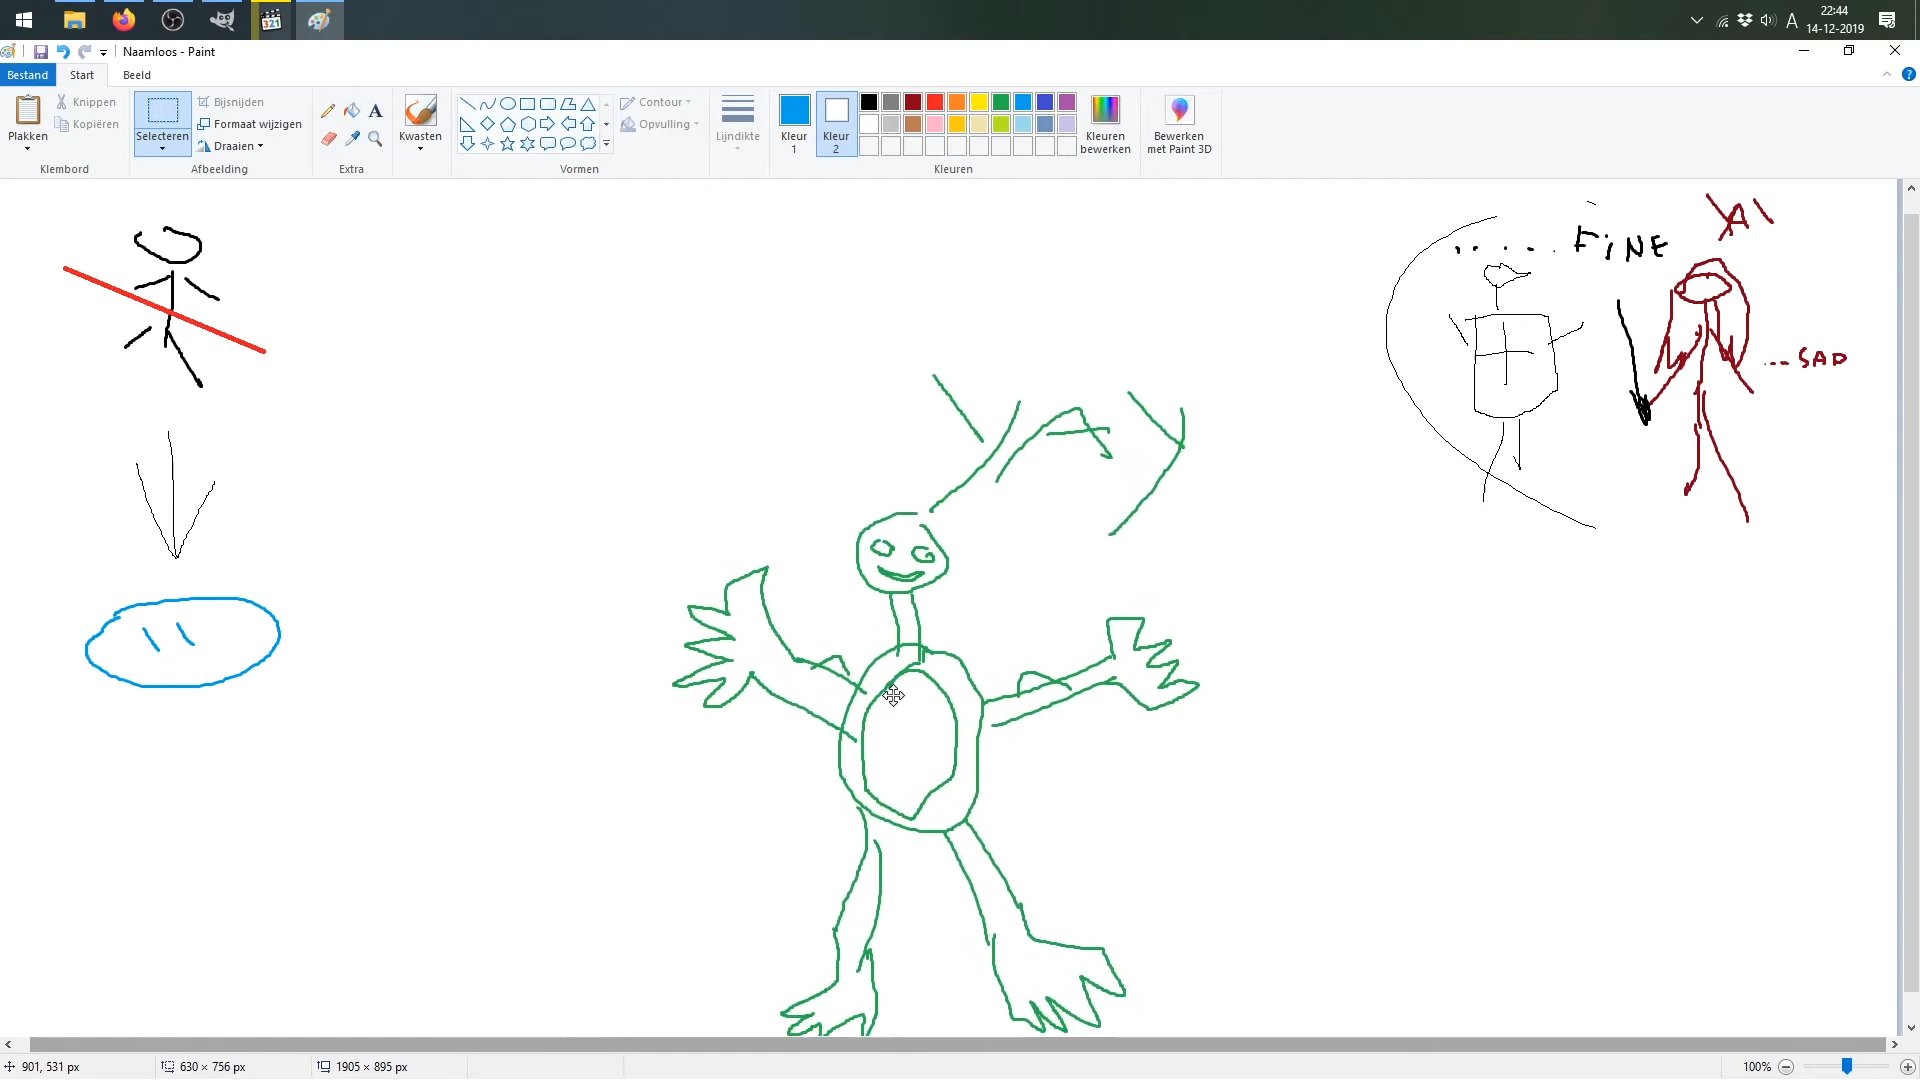 321
A
22:44
14-12-2019
Naamloos - Paint
Bestand
Start
Beeld
Plakken
Knippen
Kopiëren
Klembord
Selecteren
Bijsnijden
Formaat wijzigen
Draaien
Afbeelding
A
Extra
Kwasten
Vormen
Contour
Opvulling
Lijndikte
Kleur
1
Kleur
2
Kleuren
Kleuren
bewerken
Bewerken
met Paint 3D
..... FiNE
...SAD
901, 531 px
630 × 756 px
1905 × 895 px
100%